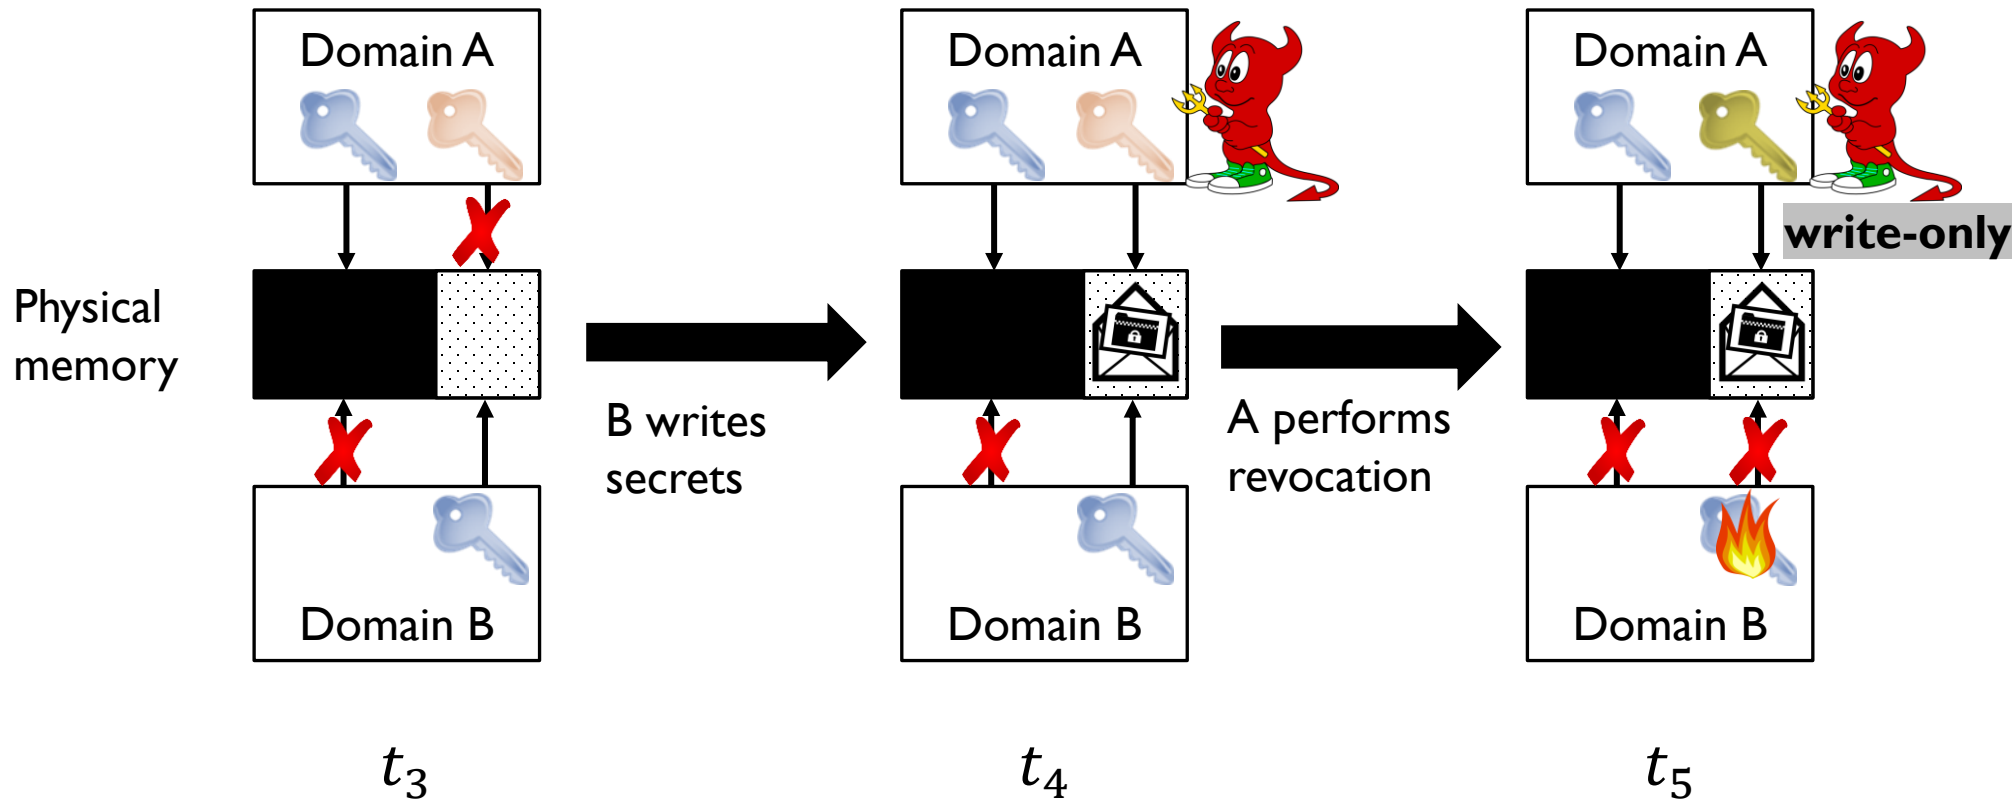 Domain A
Domain A
Domain A
write-only
Physical
memory
B writes
secrets
A performs
revocation
Domain B
Domain B
Domain B
t₃
t₄
t₅